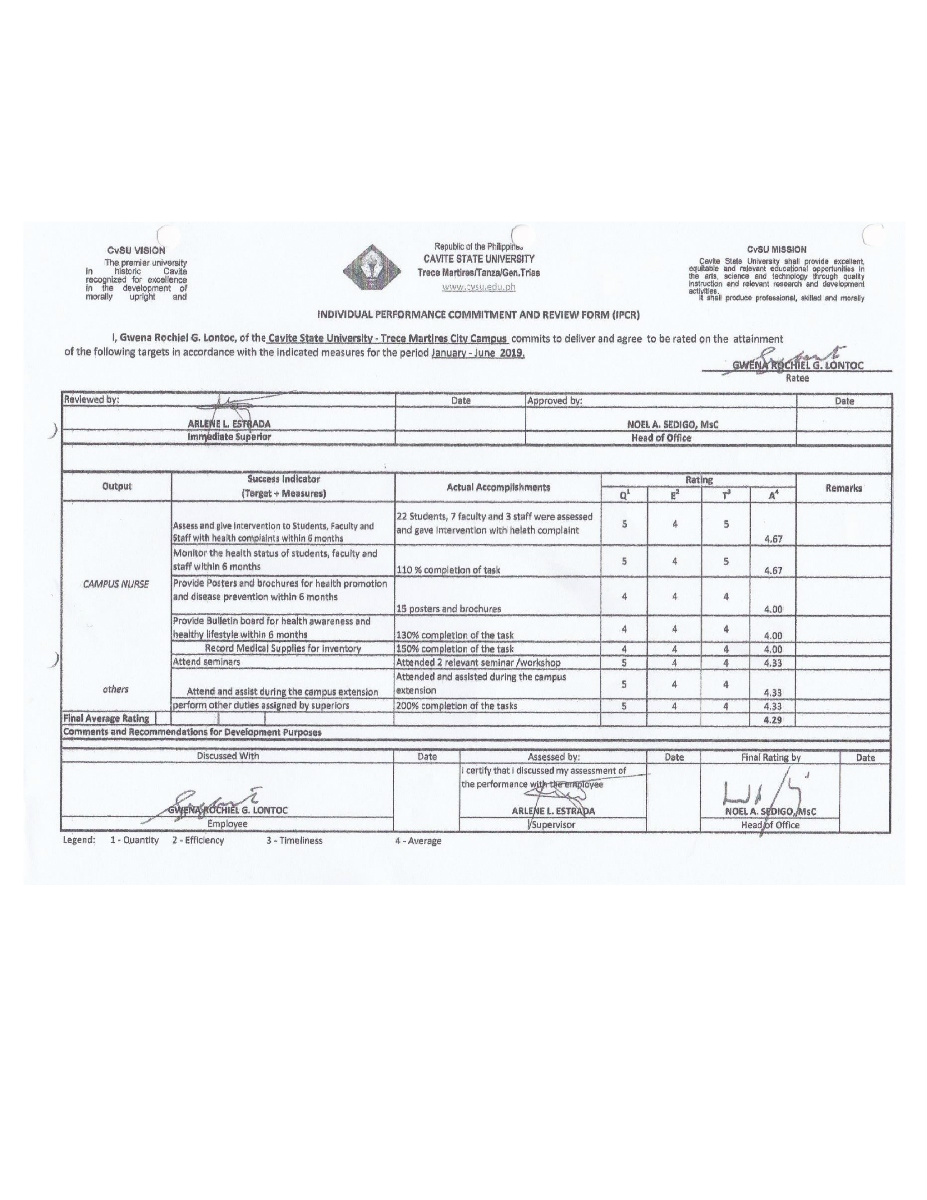 CvSU VISION
The premier university
in historic Cavite
recognized for excellence
in the development of
morally upright and
Republic of the Philippines
CAVITE STATE UNIVERSITY
Trece Martires/Tanza/Gen.Trias
www.cvsu.edu.ph
CvSU MISSION
Cavite State University shall provide excellent,
equitable and relevant educational opportunities in
the arts, science and technology through quality
instruction and relevant research and development
activities.
It shall produce professional, skilled and morally
INDIVIDUAL PERFORMANCE COMMITMENT AND REVIEW FORM (IPCR)
I, Gwena Rochiel G. Lontoc, of the Cavite State University - Trece Martires City Campus commits to deliver and agree to be rated on the attainment
of the following targets in accordance with the indicated measures for the period January - June 2019.
GWENA ROCHIEL G. LONTOC
Ratee
Reviewed by: Date Approved by: Date
ARLENE L. ESTRADA NOEL A. SEDIGO, MsC
Immediate Superior Head of Office
Output Success Indicator (Target + Measures) Actual Accomplishments Rating Remarks
Q1 E2 T3 A4
CAMPUS NURSE
Assess and give intervention to Students, Faculty and
Staff with health complaints within 6 months
22 Students, 7 faculty and 3 staff were assessed
and gave intervention with helath complaint
5 4 5 4.67
Monitor the health status of students, faculty and
staff within 6 months
110 % completion of task
5 4 5 4.67
Provide Posters and brochures for health promotion
and disease prevention within 6 months
15 posters and brochures
4 4 4 4.00
Provide Bulletin board for health awareness and
healthy lifestyle within 6 months
130% completion of the task
4 4 4 4.00
Record Medical Supplies for Inventory 150% completion of the task 4 4 4 4.00
Attend seminars Attended 2 relevant seminar /workshop 5 4 4 4.33
others
Attend and assist during the campus extension
Attended and assisted during the campus
extension
5 4 4 4.33
perform other duties assigned by superiors 200% completion of the tasks 5 4 4 4.33
Final Average Rating 4.29
Comments and Recommendations for Development Purposes
Discussed With Date Assessed by: Date Final Rating by Date
I certify that I discussed my assessment of
the performance with the employee
GWENA ROCHIEL G. LONTOC ARLENE L. ESTRADA NOEL A. SEDIGO, MsC
Employee Supervisor Head of Office
Legend: 1 - Quantity 2 - Efficiency 3 - Timeliness 4 - Average